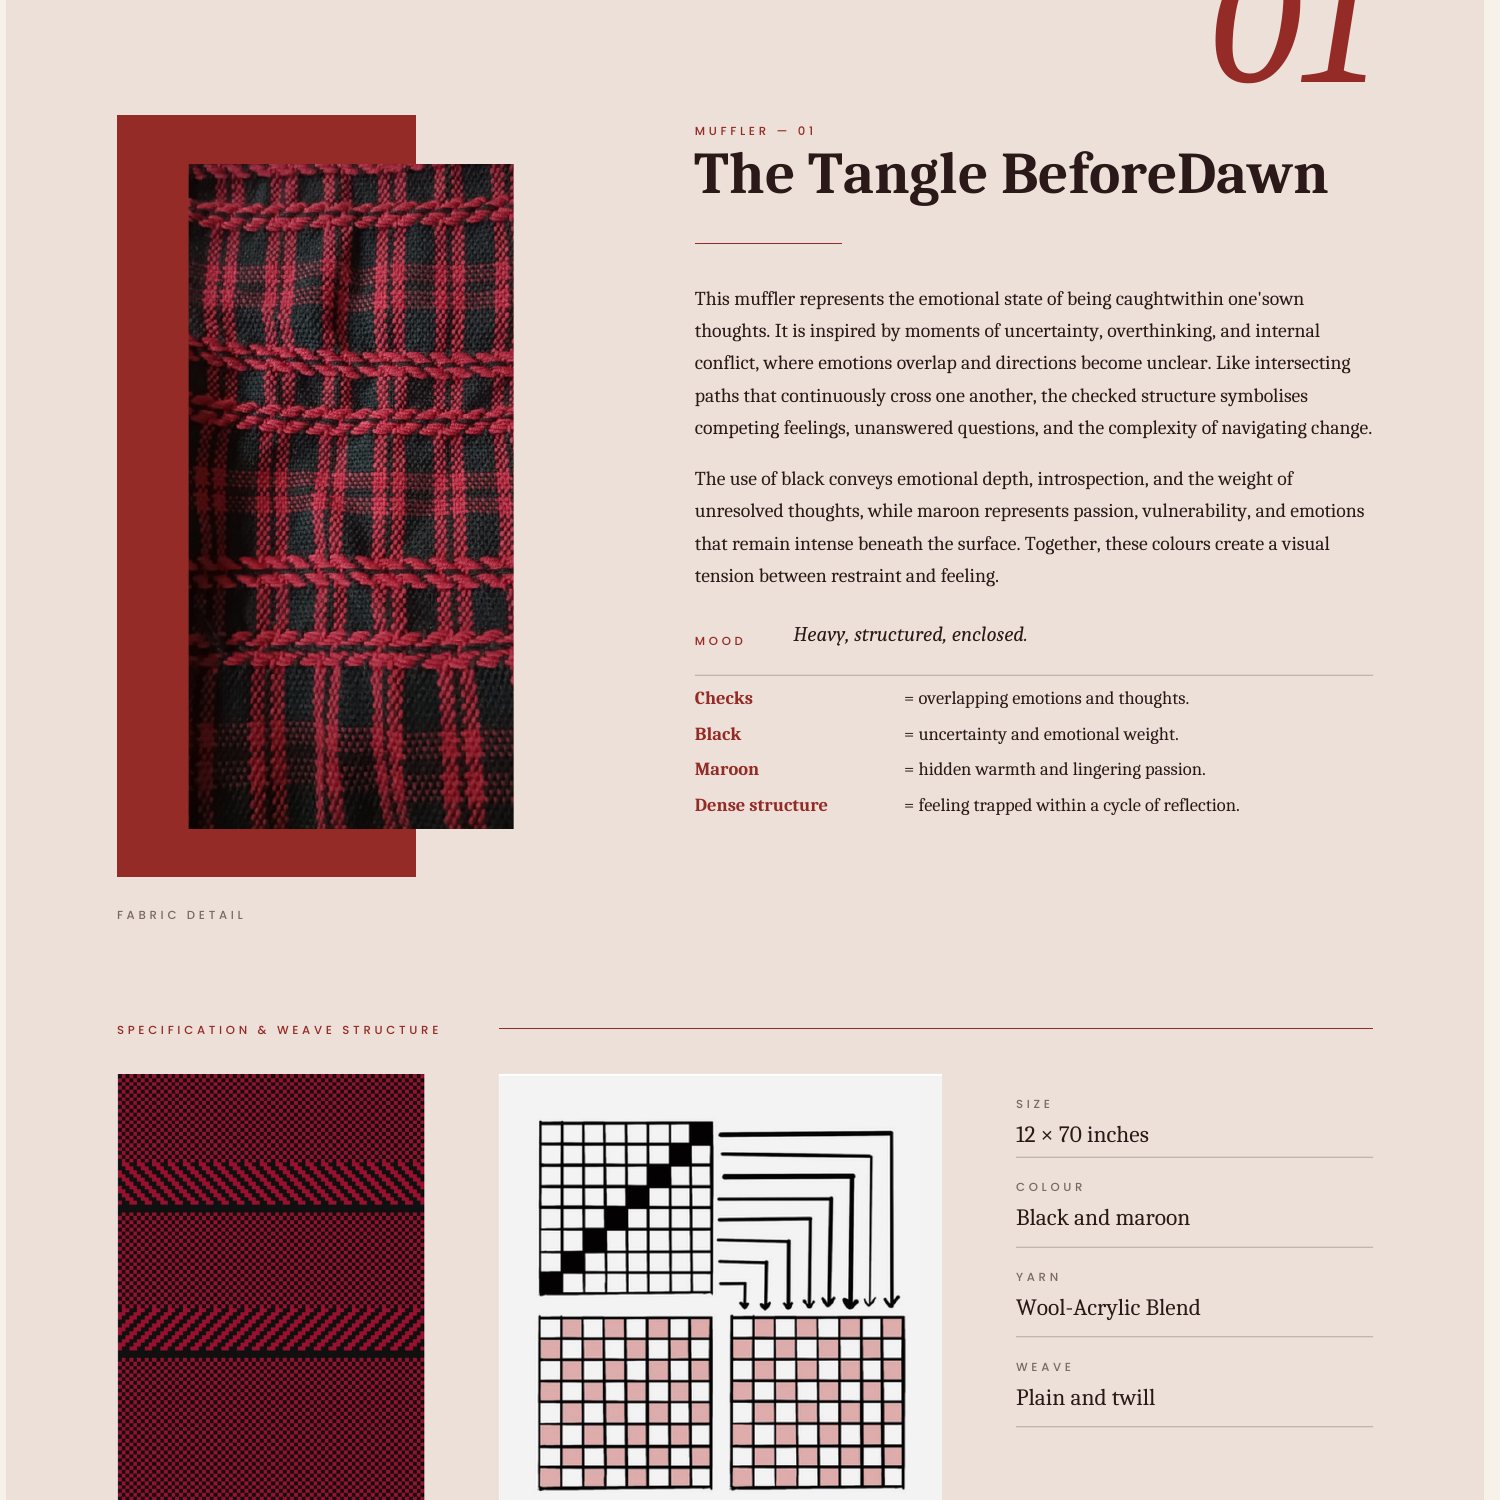 01
MUFFLER — 01
The Tangle BeforeDawn
This muffler represents the emotional state of being caughtwithin one'sown
thoughts. It is inspired by moments of uncertainty, overthinking, and internal
conflict, where emotions overlap and directions become unclear. Like intersecting
paths that continuously cross one another, the checked structure symbolises
competing feelings, unanswered questions, and the complexity of navigating change.
The use of black conveys emotional depth, introspection, and the weight of
unresolved thoughts, while maroon represents passion, vulnerability, and emotions
that remain intense beneath the surface. Together, these colours create a visual
tension between restraint and feeling.
MOOD Heavy, structured, enclosed.
Checks = overlapping emotions and thoughts.
Black = uncertainty and emotional weight.
Maroon = hidden warmth and lingering passion.
Dense structure = feeling trapped within a cycle of reflection.
FABRIC DETAIL
SPECIFICATION & WEAVE STRUCTURE
SIZE
12 × 70 inches
COLOUR
Black and maroon
YARN
Wool-Acrylic Blend
WEAVE
Plain and twill